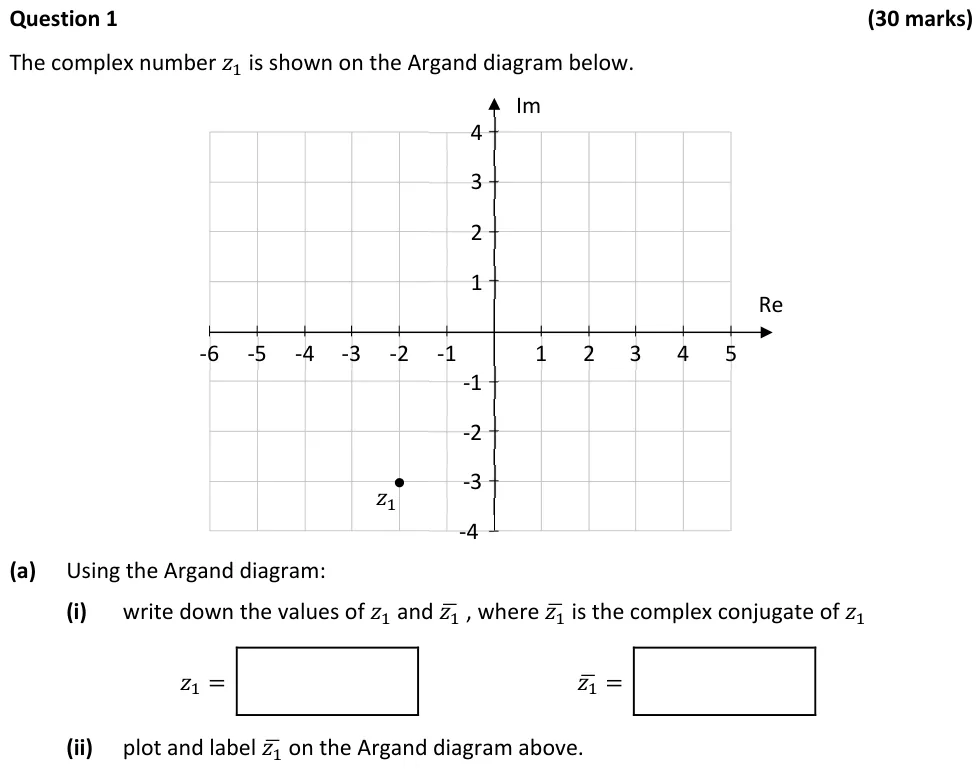 Question 1 (30 marks)
The complex number z₁ is shown on the Argand diagram below.
Im
4
3
2
1
Re
-6 -5 -4 -3 -2 -1 1 2 3 4 5
-1
-2
-3
z₁
-4
(a) Using the Argand diagram:
(i) write down the values of z₁ and z̅₁ , where z̅₁ is the complex conjugate of z₁
z₁ = z̅₁ =
(ii) plot and label z̅₁ on the Argand diagram above.